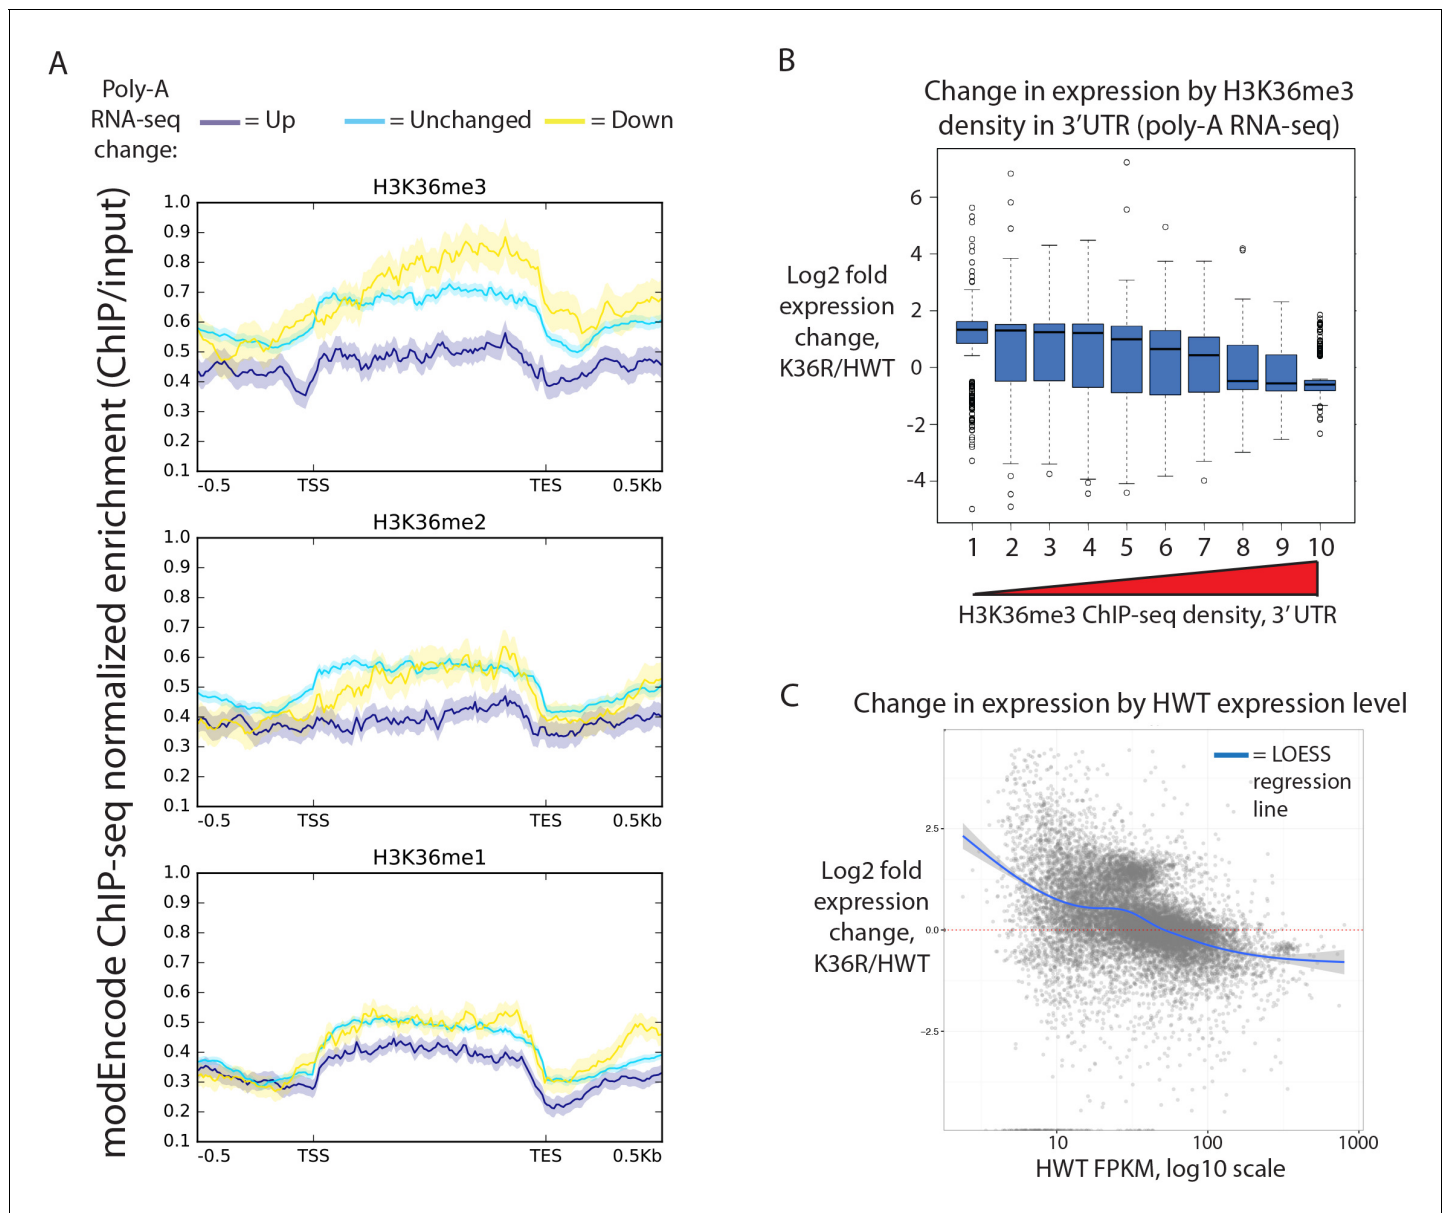 A
Poly-A
RNA-seq
change:
= Up
= Unchanged
= Down
modEncode ChIP-seq normalized enrichment (ChIP/input)
H3K36me3
1.0
0.9
0.8
0.7
0.6
0.5
0.4
0.3
0.2
0.1
-0.5
TSS
TES
0.5Kb
H3K36me2
1.0
0.9
0.8
0.7
0.6
0.5
0.4
0.3
0.2
0.1
-0.5
TSS
TES
0.5Kb
H3K36me1
1.0
0.9
0.8
0.7
0.6
0.5
0.4
0.3
0.2
0.1
-0.5
TSS
TES
0.5Kb
B
Change in expression by H3K36me3
density in 3’UTR (poly-A RNA-seq)
Log2 fold
expression
change,
K36R/HWT
6
4
2
0
-2
-4
1 2 3 4 5 6 7 8 9 10
H3K36me3 ChIP-seq density, 3’ UTR
C
Change in expression by HWT expression level
= LOESS
regression
line
Log2 fold
expression
change,
K36R/HWT
2.5
0.0
−2.5
10
100
1000
HWT FPKM, log10 scale